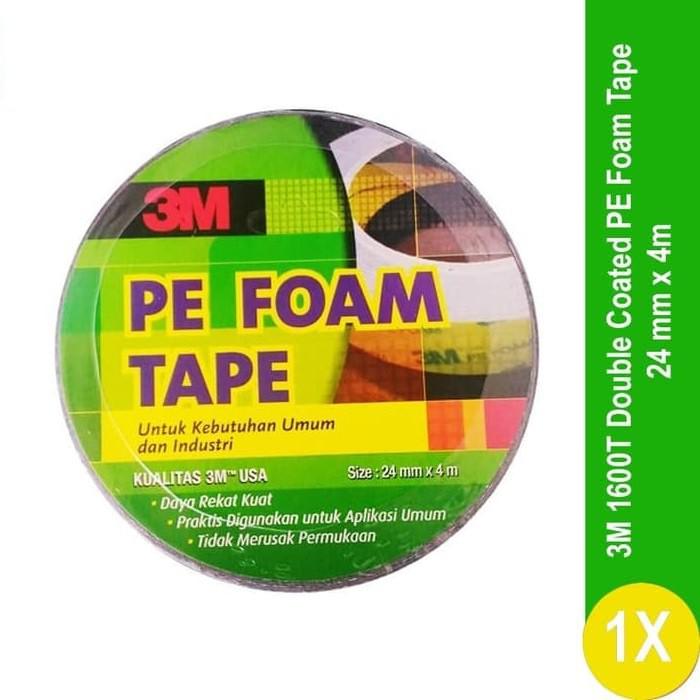 3M
PE FOAM
TAPE
Untuk Kebutuhan Umum
dan Industri
KUALITAS 3M™ USA
Size : 24 mm x 4 m
• Daya Rekat Kuat
• Praktis Digunakan untuk Aplikasi Umum
• Tidak Merusak Permukaan
3M 1600T Double Coated PE Foam Tape
24 mm x 4m
1X